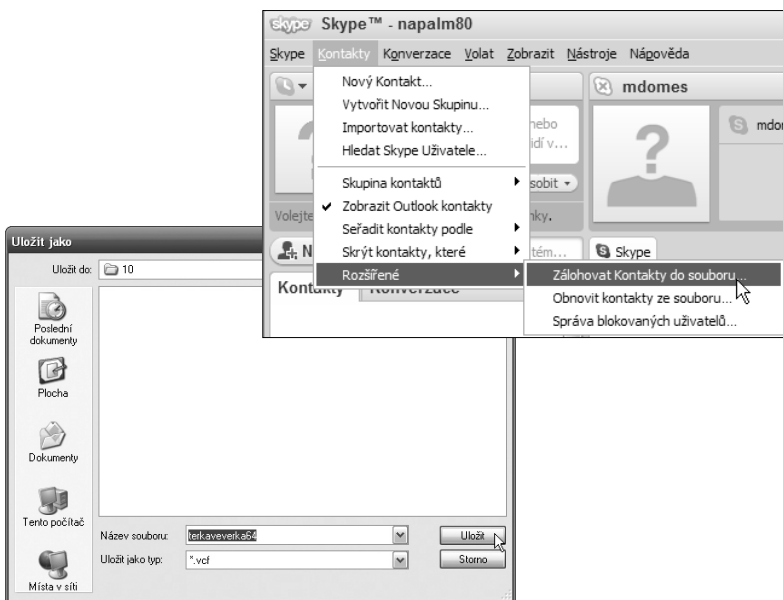 skype Skype™ - napalm80
Skype Kontakty Konverzace Volat Zobrazit Nástroje Nápověda
Nový Kontakt...
Vytvořit Novou Skupinu...
Importovat kontakty...
Hledat Skype Uživatele...
Skupina kontaktů
Zobrazit Outlook kontakty
Seřadit kontakty podle
Skrýt kontakty, které
Rozšířené
mdomes
nebo
idí v...
sobit
Volejte
nky.
N
tém...
Skype
Kontakty Konverzace
Zálohovat Kontakty do souboru...
Obnovit kontakty ze souboru...
Správa blokovaných uživatelů...
Uložit jako
Uložit do: 10
Poslední
dokumenty
Plocha
Dokumenty
Tento počítač
Místa v síti
Název souboru: terkaveverka64 Uložit
Uložit jako typ: *.vcf Storno